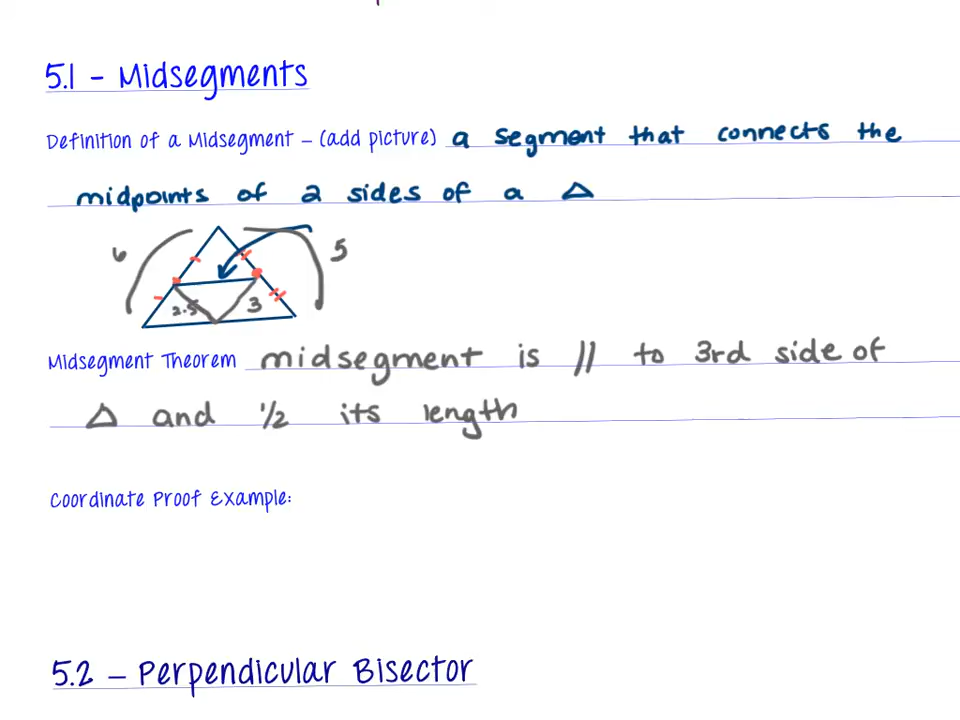 5.1 - Midsegments
Definition of a Midsegment – (add picture) a segment that connects the
midpoints of 2 sides of a Δ
6 5
2.5 3
Midsegment Theorem midsegment is // to 3rd side of
Δ and 1/2 its length
Coordinate Proof Example:
5.2 – Perpendicular Bisector